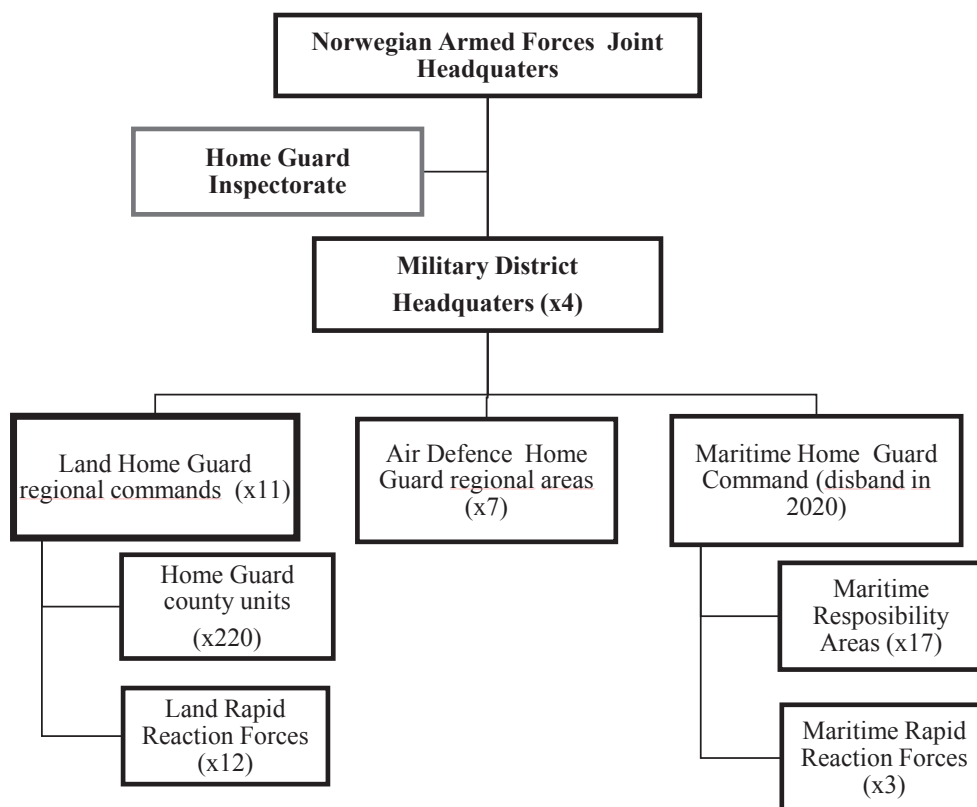 Norwegian Armed Forces Joint
Headquaters
Home Guard
Inspectorate
Military District
Headquaters (x4)
Land Home Guard
regional commands (x11)
Air Defence Home
Guard regional areas
(x7)
Maritime Home Guard
Command (disband in
2020)
Home Guard
county units
(x220)
Land Rapid
Reaction Forces
(x12)
Maritime
Resposibility
Areas (x17)
Maritime Rapid
Reaction Forces
(x3)